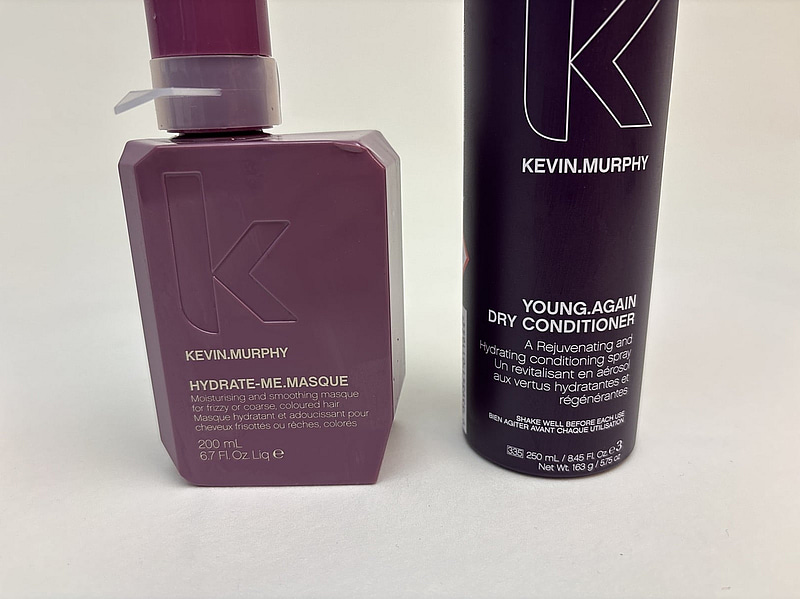 KEVIN.MURPHY
HYDRATE-ME.MASQUE
Moisturising and smoothing masque
for frizzy or coarse, coloured hair
Masque hydratant et adoucissant pour
cheveux frisottés ou rêches, colorés
200 mL
6.7 Fl. Oz. Liq ℮
KEVIN.MURPHY
YOUNG.AGAIN
DRY CONDITIONER
A Rejuvenating and
Hydrating conditioning spray
Un revitalisant en aérosol
aux vertus hydratantes et
régénérantes
SHAKE WELL BEFORE EACH USE
BIEN AGITER AVANT CHAQUE UTILISATION.
335 250 mL / 8.45 Fl. Oz. ℮ 3
Net Wt. 163 g / 5.75 oz